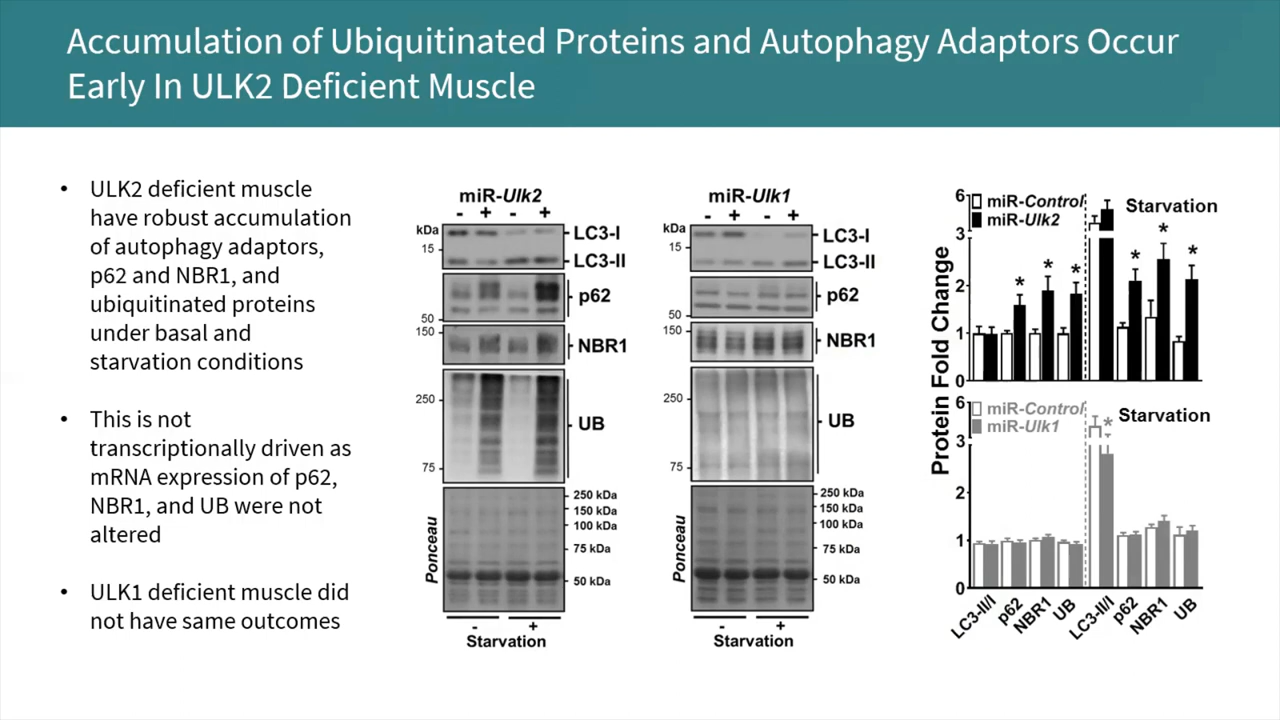 Accumulation of Ubiquitinated Proteins and Autophagy Adaptors Occur
Early In ULK2 Deficient Muscle
• ULK2 deficient muscle
have robust accumulation
of autophagy adaptors,
p62 and NBR1, and
ubiquitinated proteins
under basal and
starvation conditions
• This is not
transcriptionally driven as
mRNA expression of p62,
NBR1, and UB were not
altered
• ULK1 deficient muscle did
not have same outcomes
miR-Ulk2
- + - +
kDa
15
LC3-I
LC3-II
p62
50
150
NBR1
250
UB
75
Ponceau
250 kDa
150 kDa
100 kDa
75 kDa
50 kDa
- +
Starvation
miR-Ulk1
- + - +
kDa
15
LC3-I
LC3-II
p62
50
150
NBR1
250
UB
75
Ponceau
250 kDa
150 kDa
100 kDa
75 kDa
50 kDa
- +
Starvation
Protein Fold Change
6
3
2
1
0
miR-Control
miR-Ulk2
Starvation
* * * * * *
6
3
2
1
0
miR-Control
miR-Ulk1
Starvation
*
LC3-II/I p62 NBR1 UB LC3-II/I p62 NBR1 UB